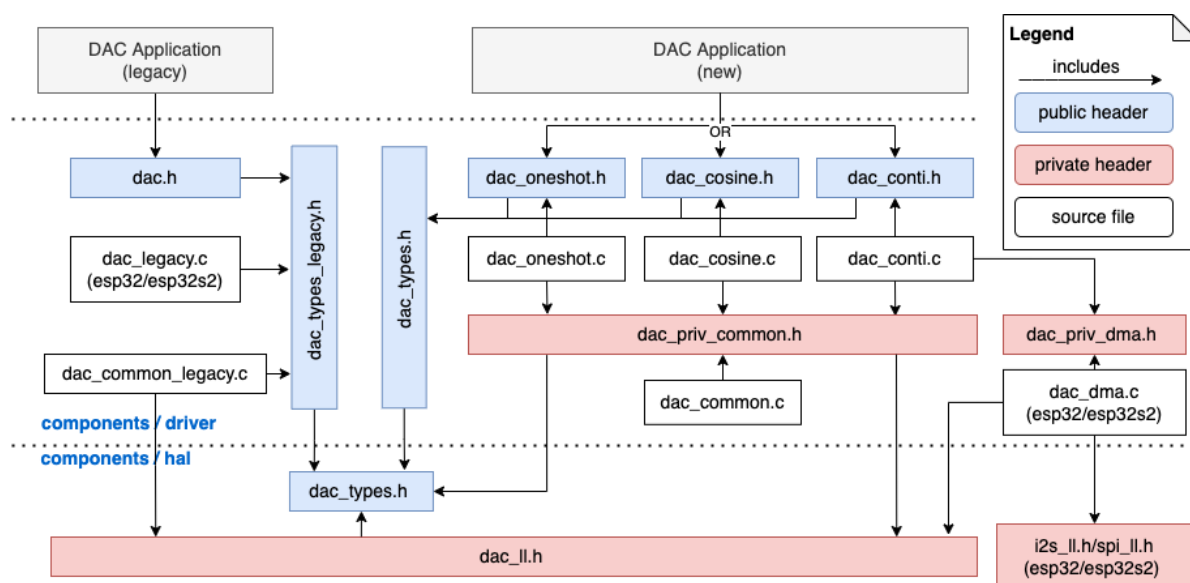 DAC Application
(legacy)
DAC Application
(new)
Legend
includes
public header
private header
source file
OR
dac.h
dac_types_legacy.h
dac_types.h
dac_oneshot.h
dac_cosine.h
dac_conti.h
dac_legacy.c
(esp32/esp32s2)
dac_oneshot.c
dac_cosine.c
dac_conti.c
dac_priv_common.h
dac_priv_dma.h
dac_common_legacy.c
dac_common.c
dac_dma.c
(esp32/esp32s2)
components / driver
components / hal
dac_types.h
dac_ll.h
i2s_ll.h/spi_ll.h
(esp32/esp32s2)